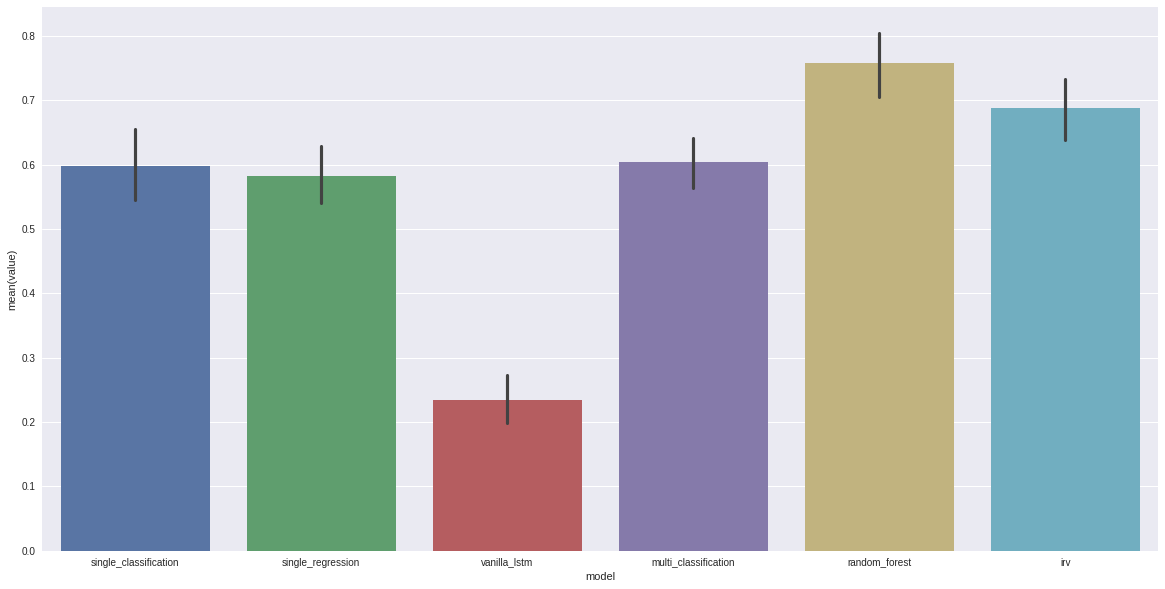 0.8
0.7
0.6
0.5
0.4
0.3
0.2
0.1
0.0
mean(value)
single_classification
single_regression
vanilla_lstm
multi_classification
random_forest
irv
model